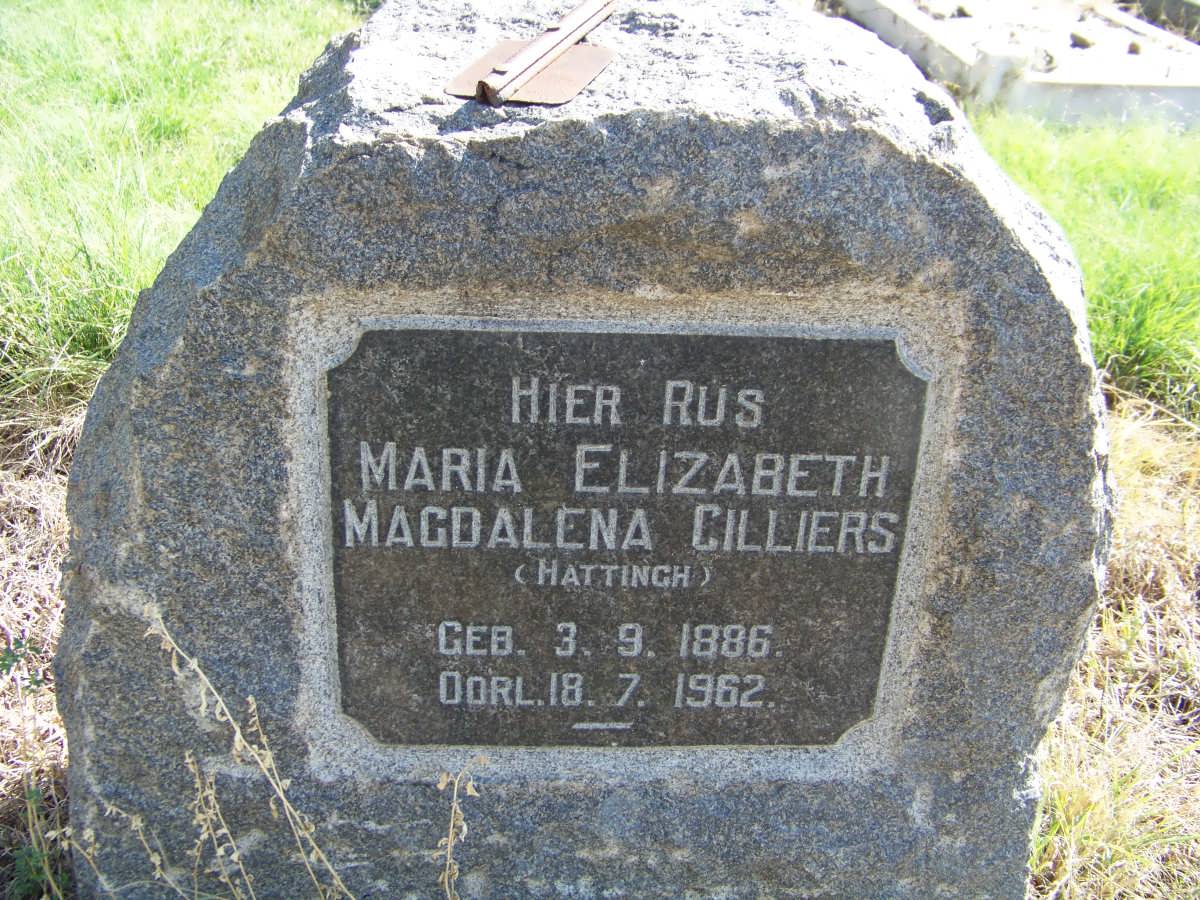 HIER RUS
MARIA ELIZABETH
MAGDALENA CILLIERS
(HATTINGH)
GEB. 3. 9. 1886.
OORL. 18. 7. 1962.